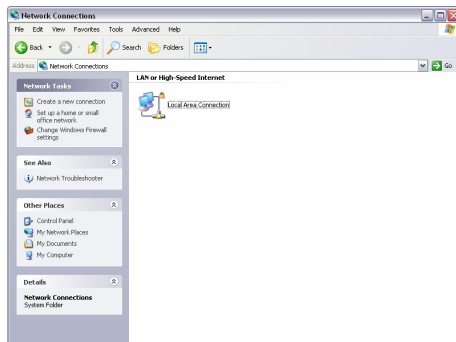 Network Connections
File Edit View Favorites Tools Advanced Help
Back Search Folders
Address Network Connections Go
Network Tasks
Create a new connection
Set up a home or small
office network
Change Windows Firewall
settings
See Also
Network Troubleshooter
Other Places
Control Panel
My Network Places
My Documents
My Computer
Details
Network Connections
System Folder
LAN or High-Speed Internet
Local Area Connection